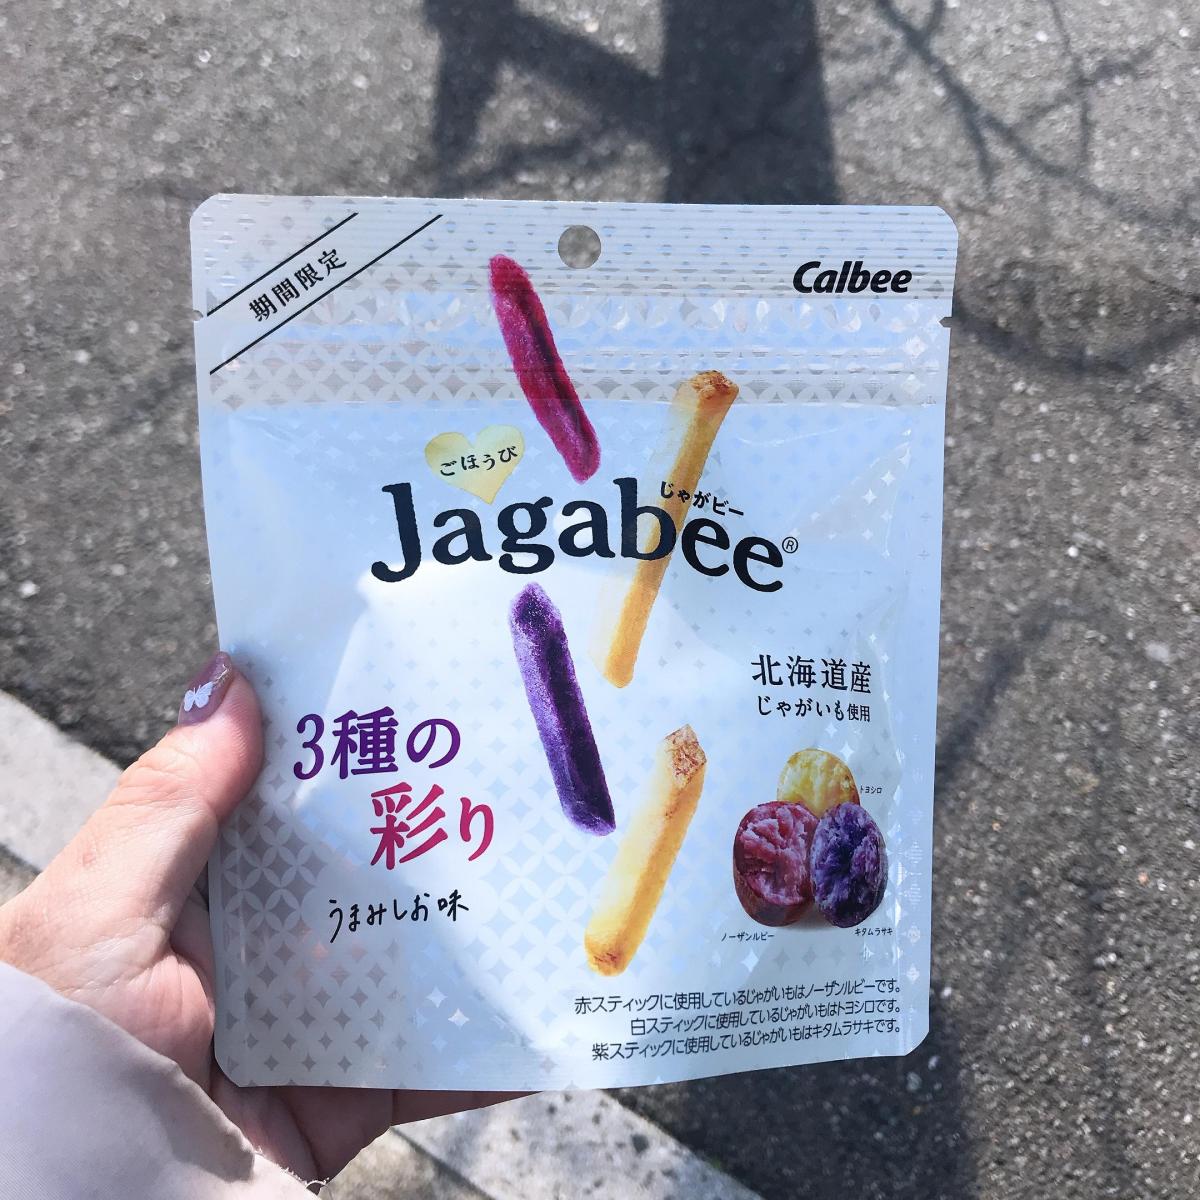 期間限定
Calbee
ごほうび
じゃがビー
Jagabee®
北海道産
じゃがいも使用
3種の
彩り
うまみしお味
トヨシロ
ノーザンルビー
キタムラサキ
赤スティックに使用しているじゃがいもはノーザンルビーです。
白スティックに使用しているじゃがいもはトヨシロです。
紫スティックに使用しているじゃがいもはキタムラサキです。